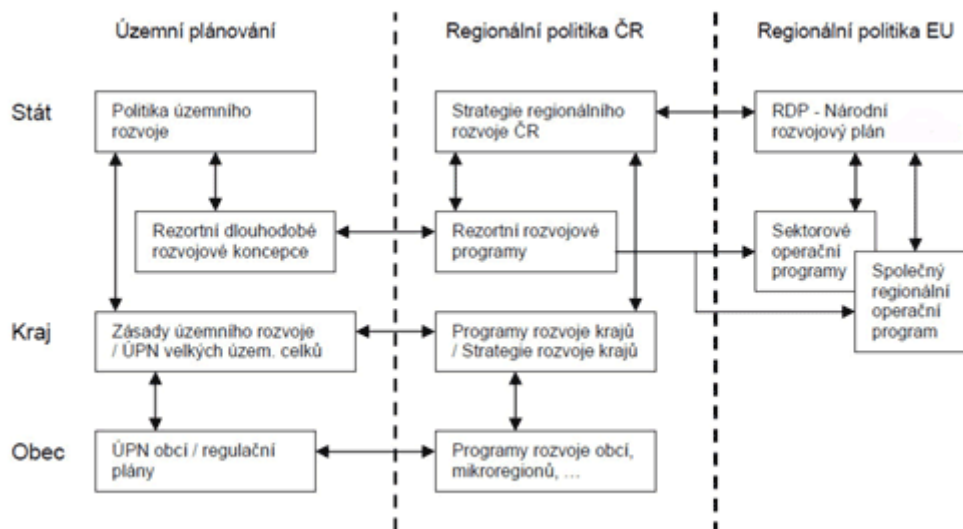 Územní plánování
Regionální politika ČR
Regionální politika EU
Stát
Politika územního
rozvoje
Strategie regionálního
rozvoje ČR
RDP - Národní
rozvojový plán
Rezortní dlouhodobé
rozvojové koncepce
Rezortní rozvojové
programy
Sektorové
operační
programy
Společný
regionální
operační
program
Kraj
Zásady územního rozvoje
/ ÚPN velkých územ. celků
Programy rozvoje krajů
/ Strategie rozvoje krajů
Obec
ÚPN obcí / regulační
plány
Programy rozvoje obcí,
mikroregionů, ...